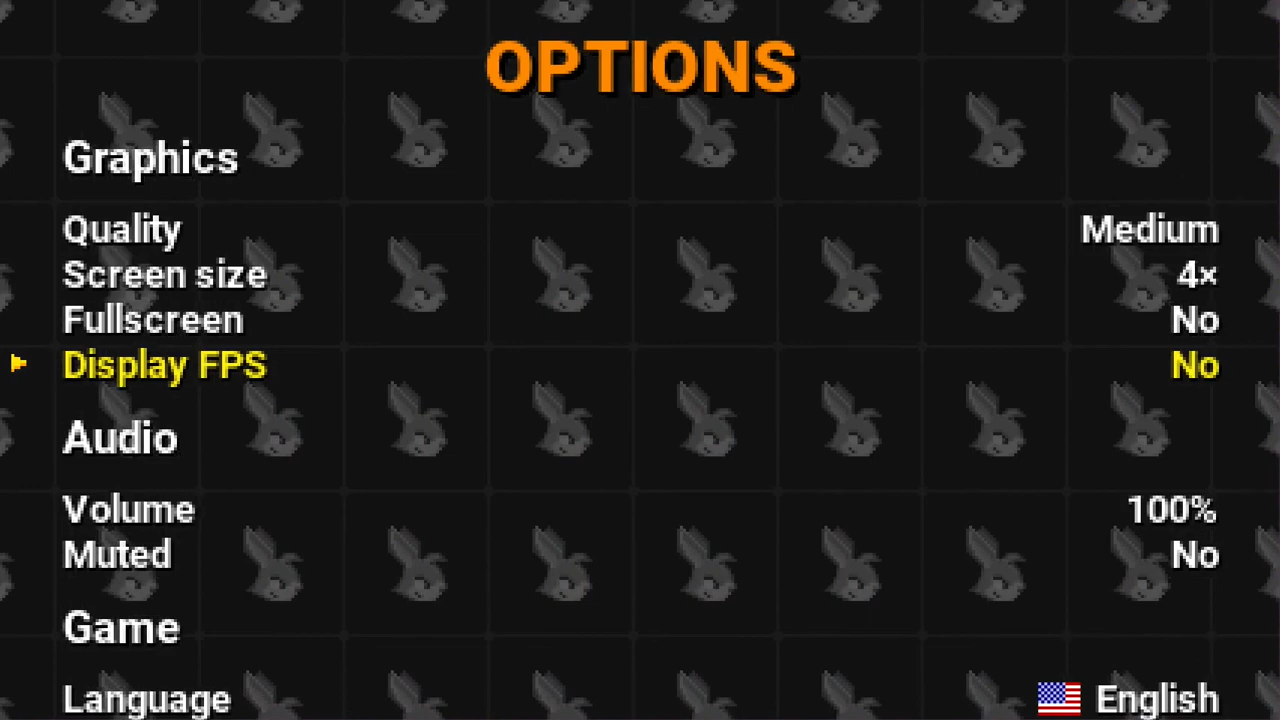 OPTIONS
Graphics
Quality Medium
Screen size 4×
Fullscreen No
Display FPS No
Audio
Volume 100%
Muted No
Game
Language English